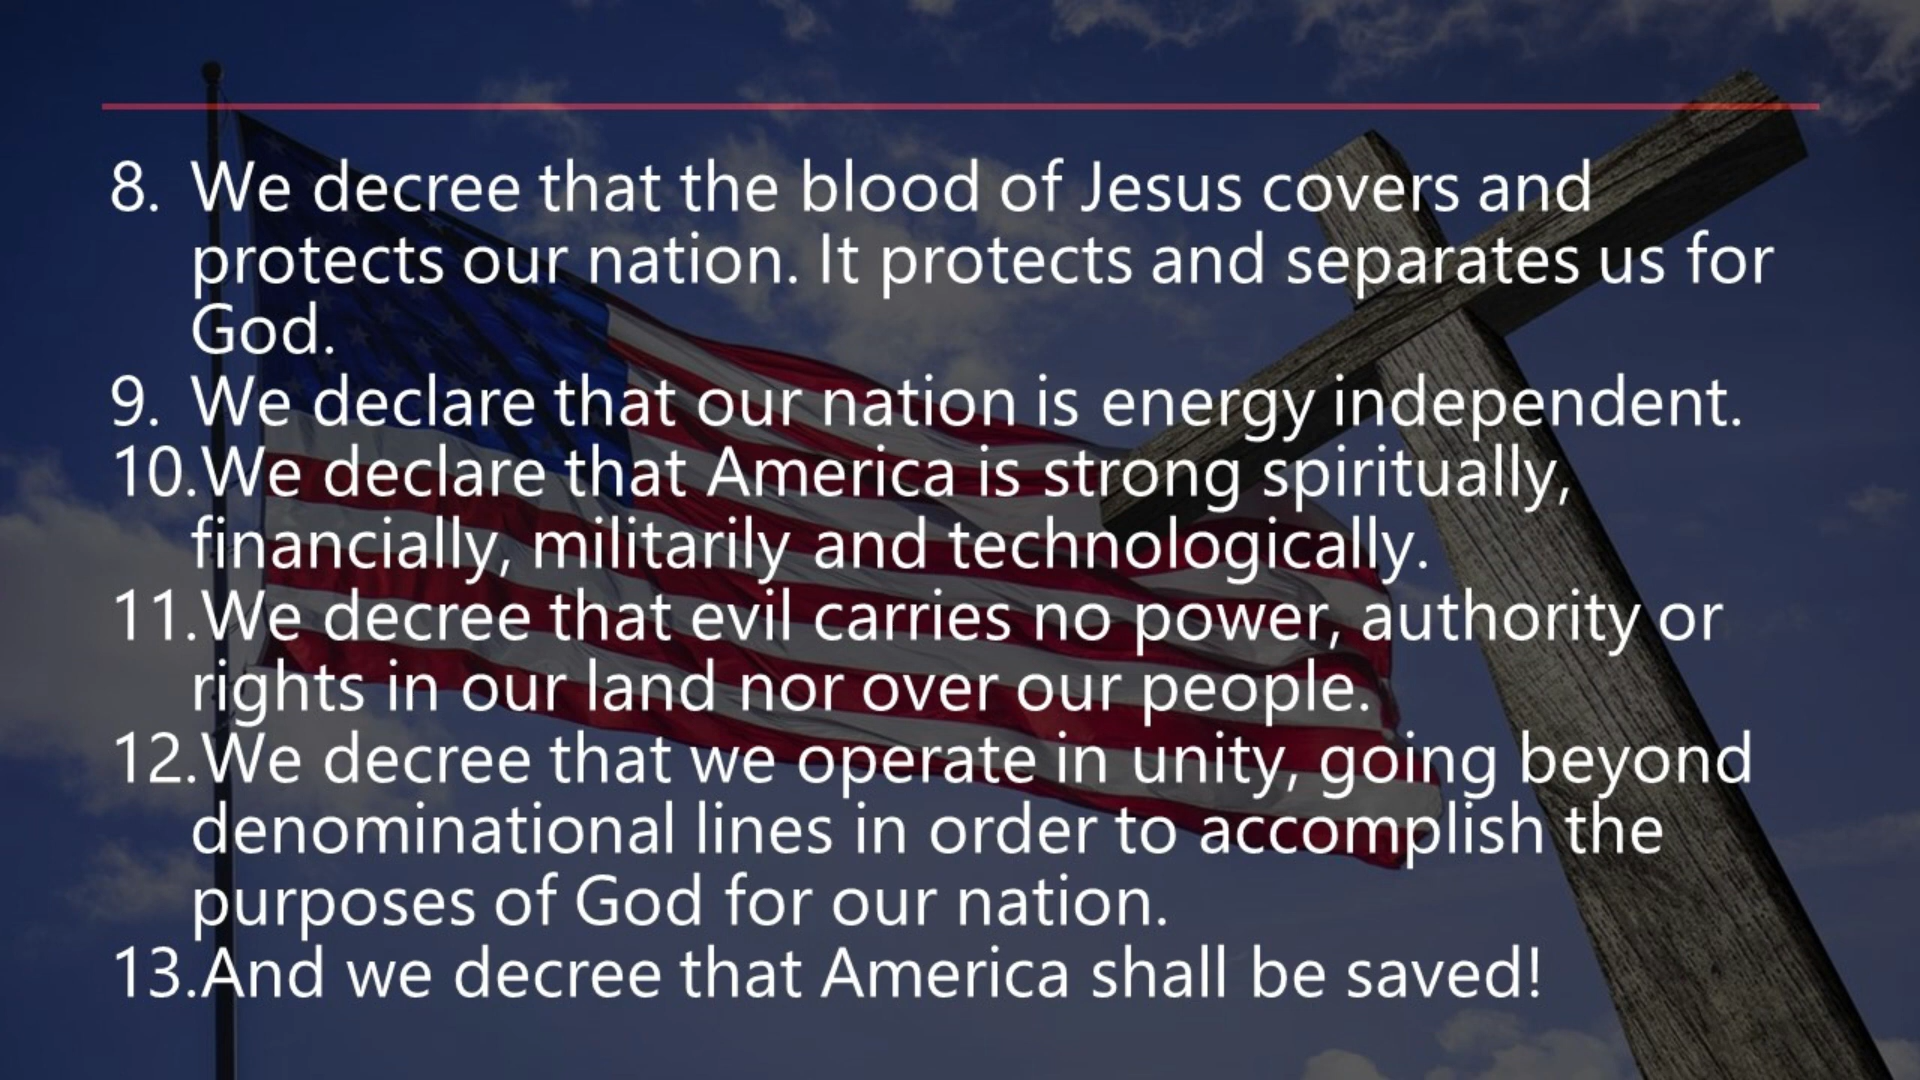 8. We decree that the blood of Jesus covers and
protects our nation. It protects and separates us for
God.
9. We declare that our nation is energy independent.
10.We declare that America is strong spiritually,
financially, militarily and technologically.
11.We decree that evil carries no power, authority or
rights in our land nor over our people.
12.We decree that we operate in unity, going beyond
denominational lines in order to accomplish the
purposes of God for our nation.
13.And we decree that America shall be saved!